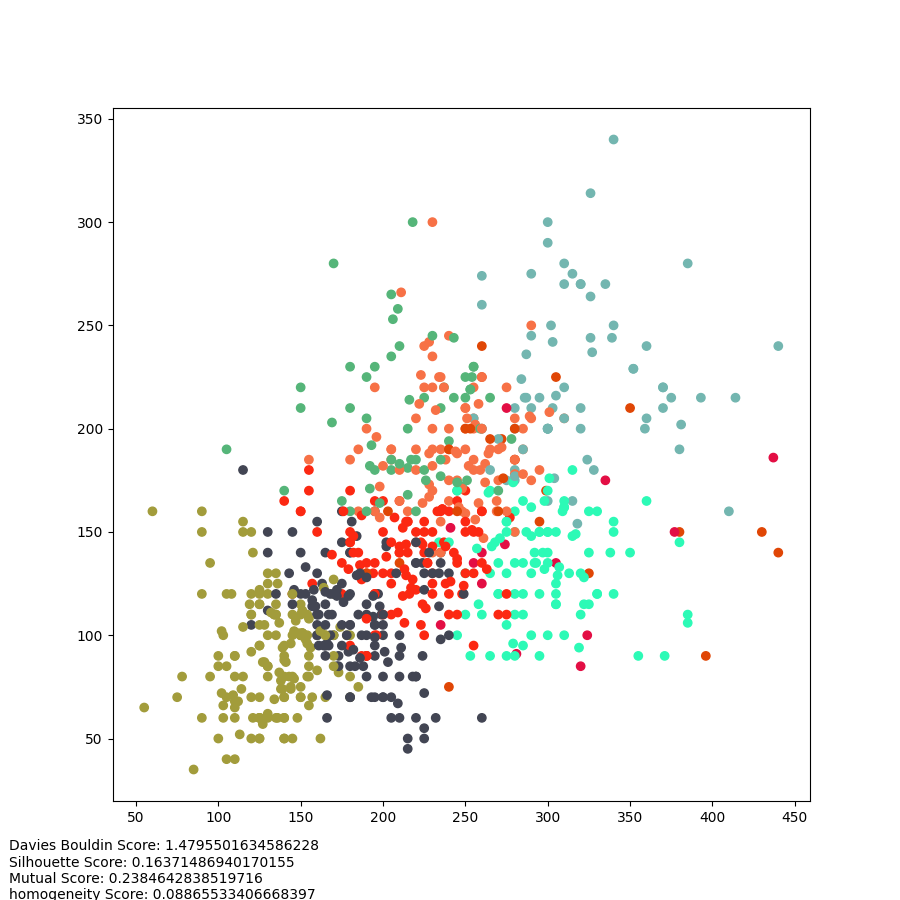 350
300
250
200
150
100
50
50 100 150 200 250 300 350 400 450
Davies Bouldin Score: 1.4795501634586228
Silhouette Score: 0.16371486940170155
Mutual Score: 0.2384642838519716
homogeneity Score: 0.08865533406668397